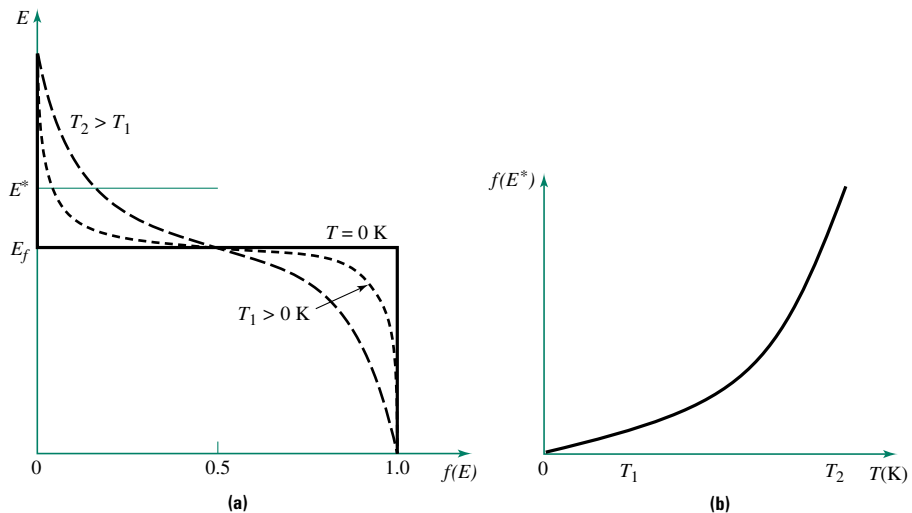 E
T₂ > T₁
E*
T = 0 K
E_f
T₁ > 0 K
0
0.5
1.0
f(E)
(a)
f(E*)
0
T₁
T₂
T(K)
(b)